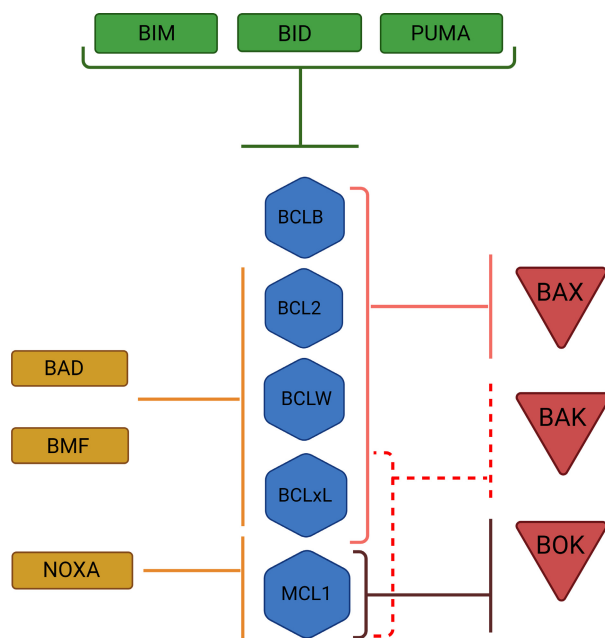 BIM
BID
PUMA
BCLB
BCL2
BAX
BAD
BCLW
BAK
BMF
BCLxL
NOXA
MCL1
BOK